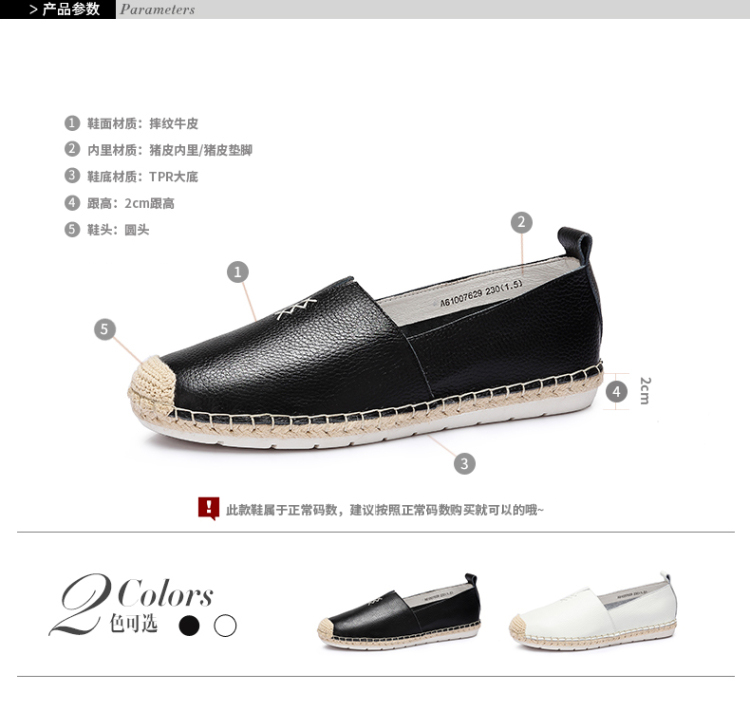 > 产品参数 Parameters
1 鞋面材质：摔纹牛皮
2 内里材质：猪皮内里/猪皮垫脚
3 鞋底材质：TPR大底
4 跟高：2cm跟高
5 鞋头：圆头
2
1
A61007629 230(1.5)
5
4 2cm
3
! 此款鞋属于正常码数，建议按照正常码数购买就可以的哦~
2 Colors
色可选